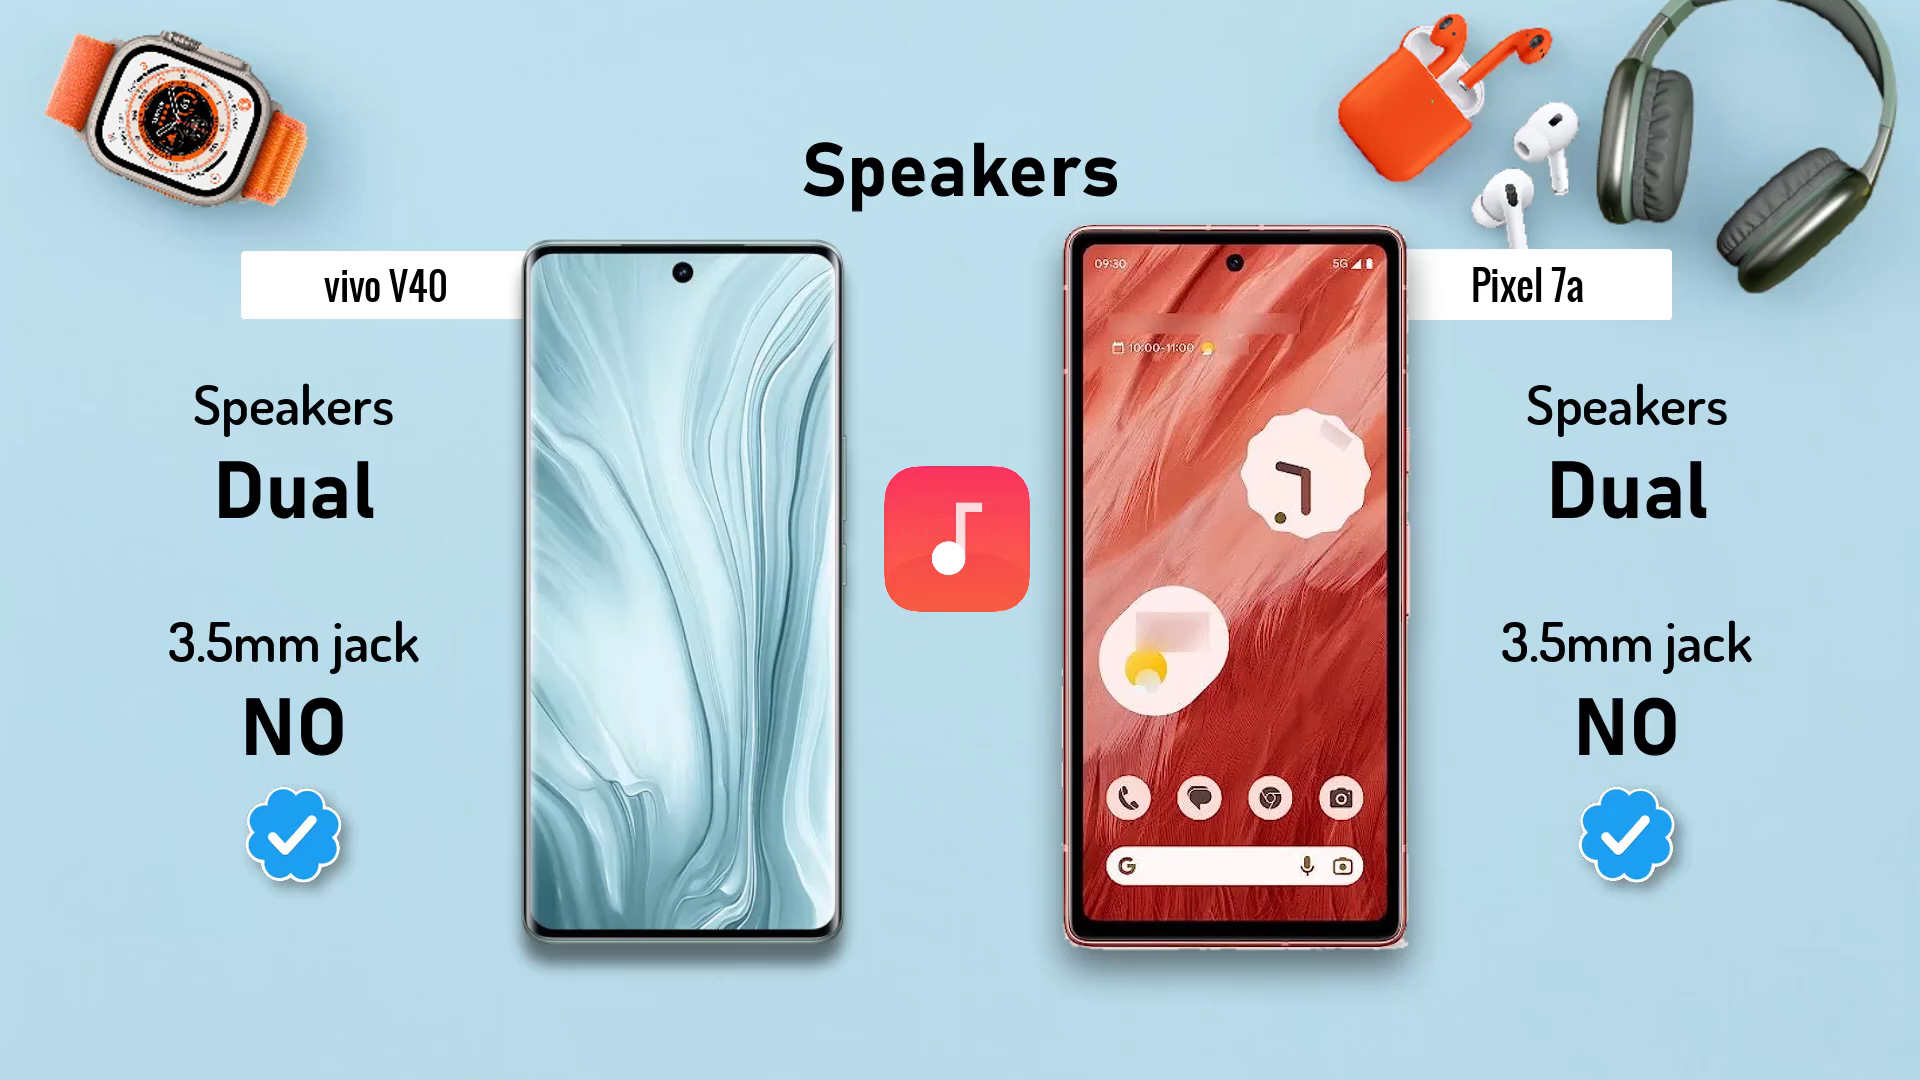 Speakers
vivo V40
Pixel 7a
Speakers
Dual
3.5mm jack
NO
09:30
5G
10:00-11:00
G
Speakers
Dual
3.5mm jack
NO